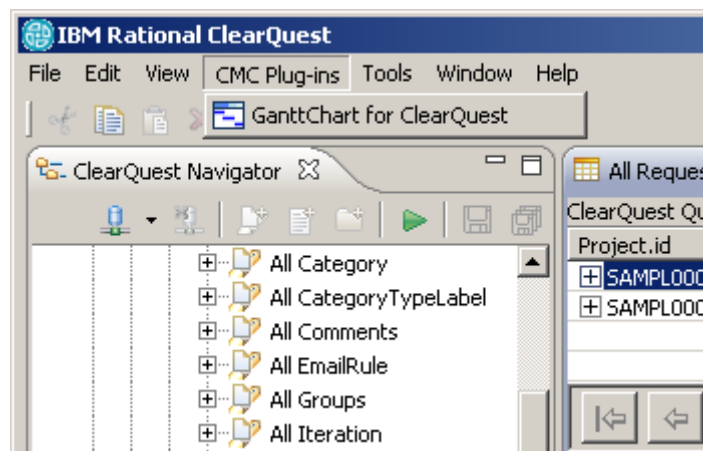 IBM Rational ClearQuest
File Edit View CMC Plug-ins Tools Window Help
GanttChart for ClearQuest
ClearQuest Navigator
All Reques
ClearQuest Qu
Project.id
All Category
SAMPL000
All CategoryTypeLabel
SAMPL000
All Comments
All EmailRule
All Groups
All Iteration